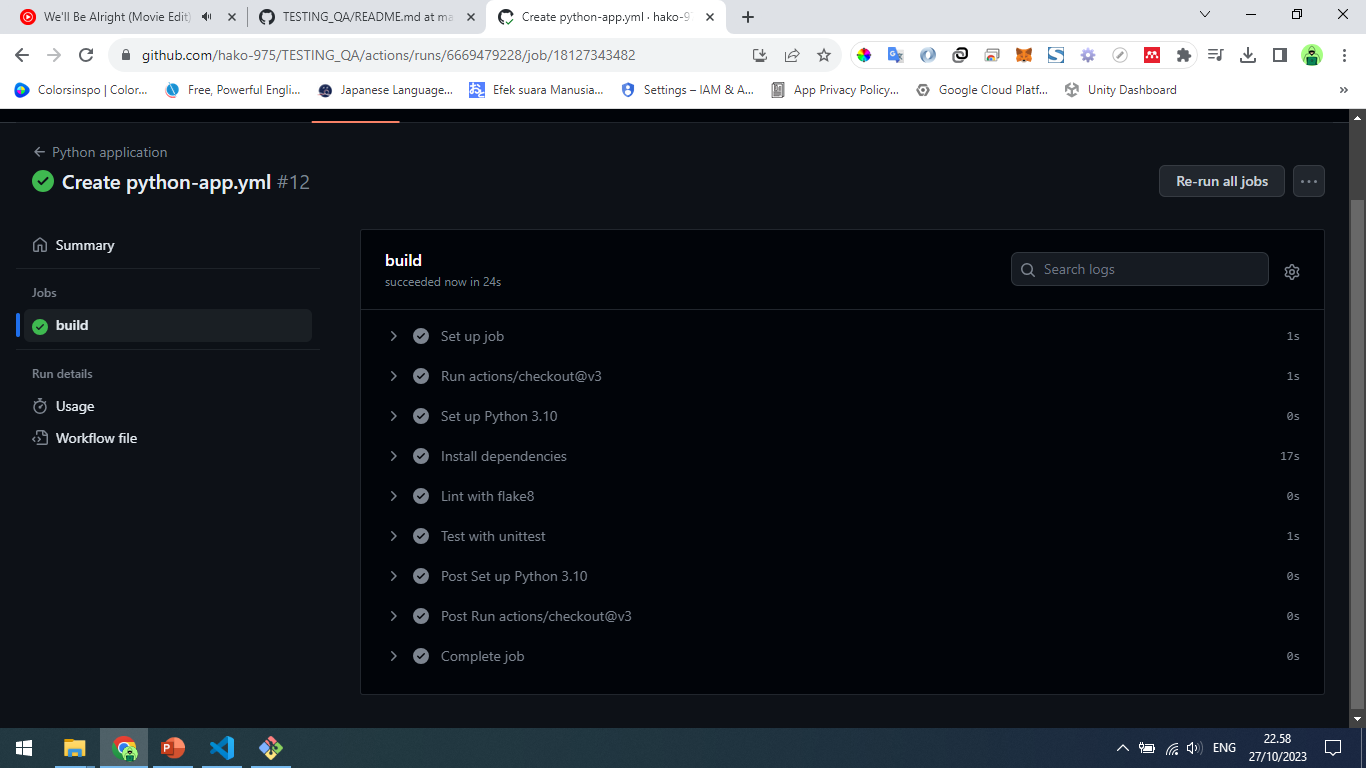 We'll Be Alright (Movie Edit)
TESTING_QA/README.md at ma
Create python-app.yml · hako-97
github.com/hako-975/TESTING_QA/actions/runs/6669479228/job/18127343482
Colorsinspo | Color...
Free, Powerful Engli...
Japanese Language...
Efek suara Manusia...
Settings – IAM & A...
App Privacy Policy...
Google Cloud Platf...
Unity Dashboard
»
Python application
Create python-app.yml #12
Re-run all jobs
Summary
Jobs
build
Run details
Usage
Workflow file
build
succeeded now in 24s
Search logs
Set up job 1s
Run actions/checkout@v3 1s
Set up Python 3.10 0s
Install dependencies 17s
Lint with flake8 0s
Test with unittest 1s
Post Set up Python 3.10 0s
Post Run actions/checkout@v3 0s
Complete job 0s
ENG
22.58
27/10/2023